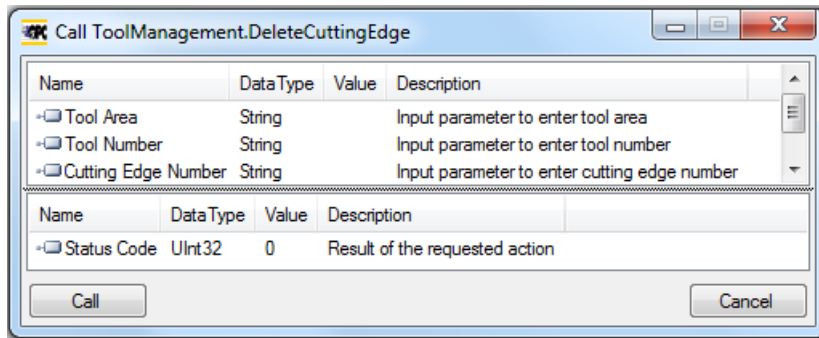 Call ToolManagement.DeleteCuttingEdge
Name DataType Value Description
Tool Area String Input parameter to enter tool area
Tool Number String Input parameter to enter tool number
Cutting Edge Number String Input parameter to enter cutting edge number
Name DataType Value Description
Status Code UInt32 0 Result of the requested action
Call Cancel